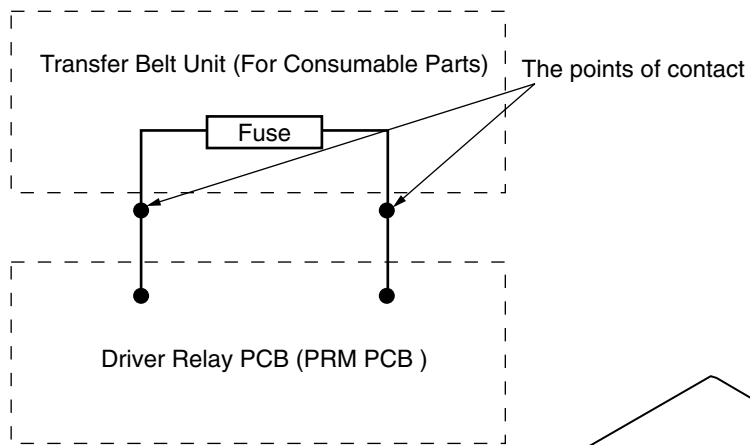 Transfer Belt Unit (For Consumable Parts)
The points of contact
Fuse
Driver Relay PCB (PRM PCB )